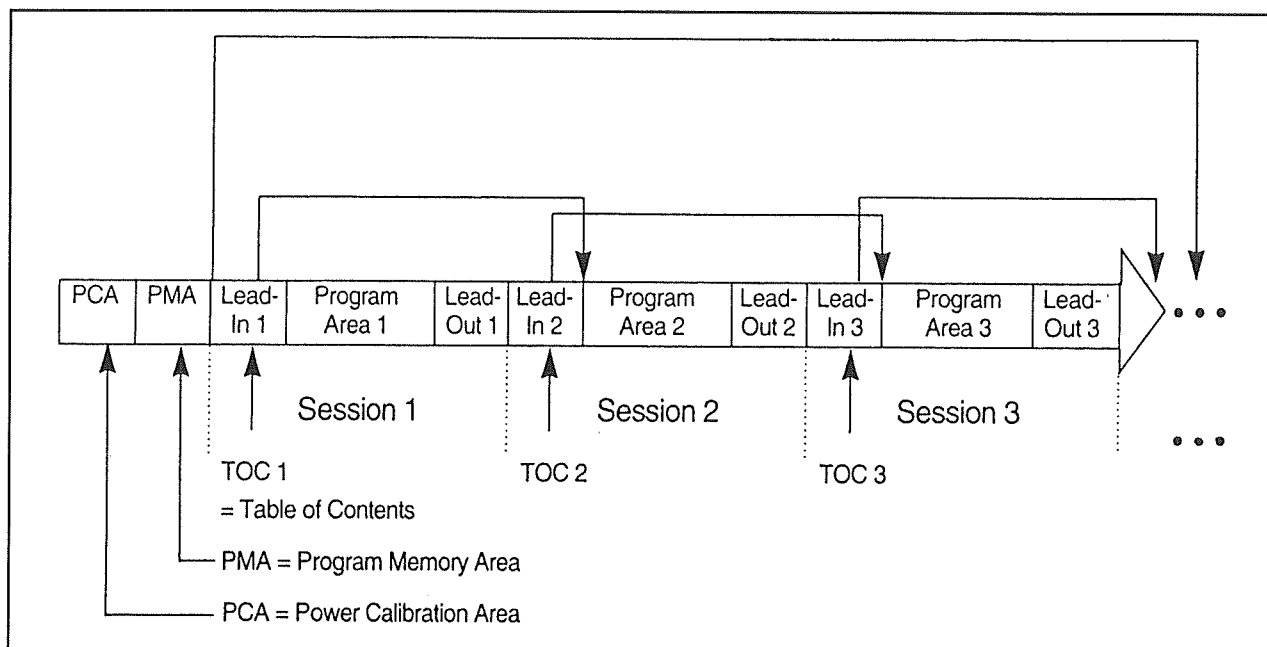 PCA
PMA
Lead-
In 1
Program
Area 1
Lead-
Out 1
Lead-
In 2
Program
Area 2
Lead-
Out 2
Lead-
In 3
Program
Area 3
Lead-
Out 3
Session 1
Session 2
Session 3
TOC 1
TOC 2
TOC 3
= Table of Contents
PMA = Program Memory Area
PCA = Power Calibration Area